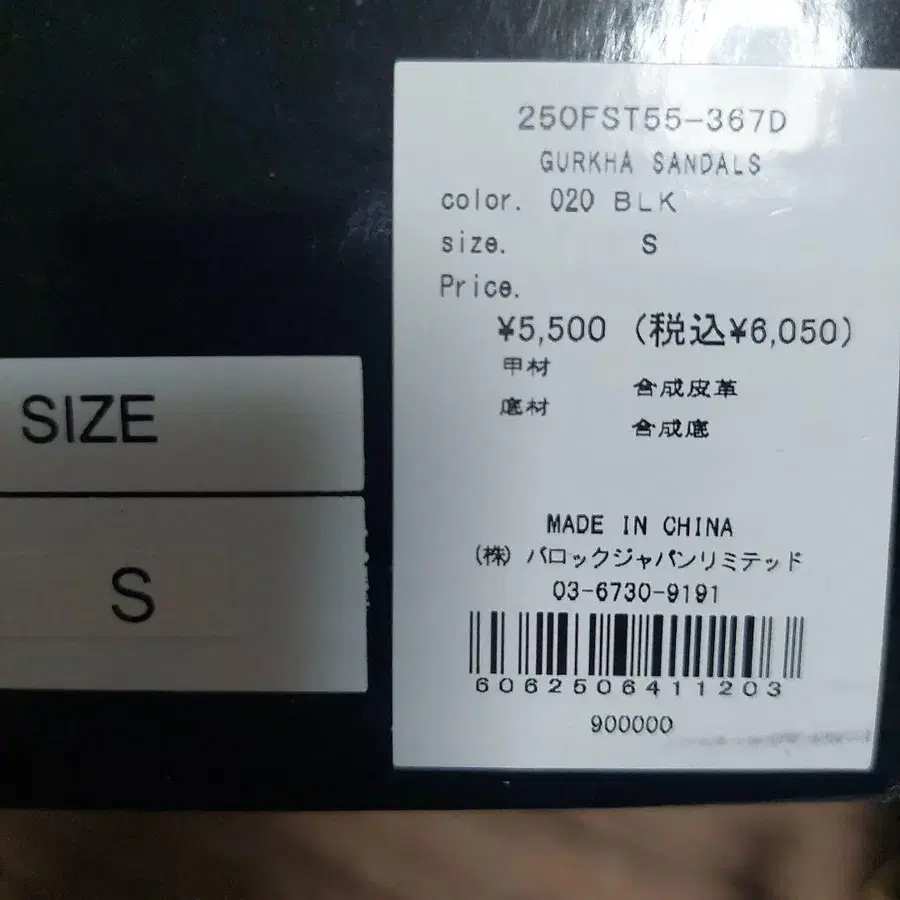 250FST55-367D
GURKHA SANDALS
color. 020 BLK
size. S
Price.
¥5,500 (税込¥6,050)
甲材 合成皮革
底材 合成底
MADE IN CHINA
(株) バロックジャパンリミテッド
03-6730-9191
6062506411203
900000
SIZE
S